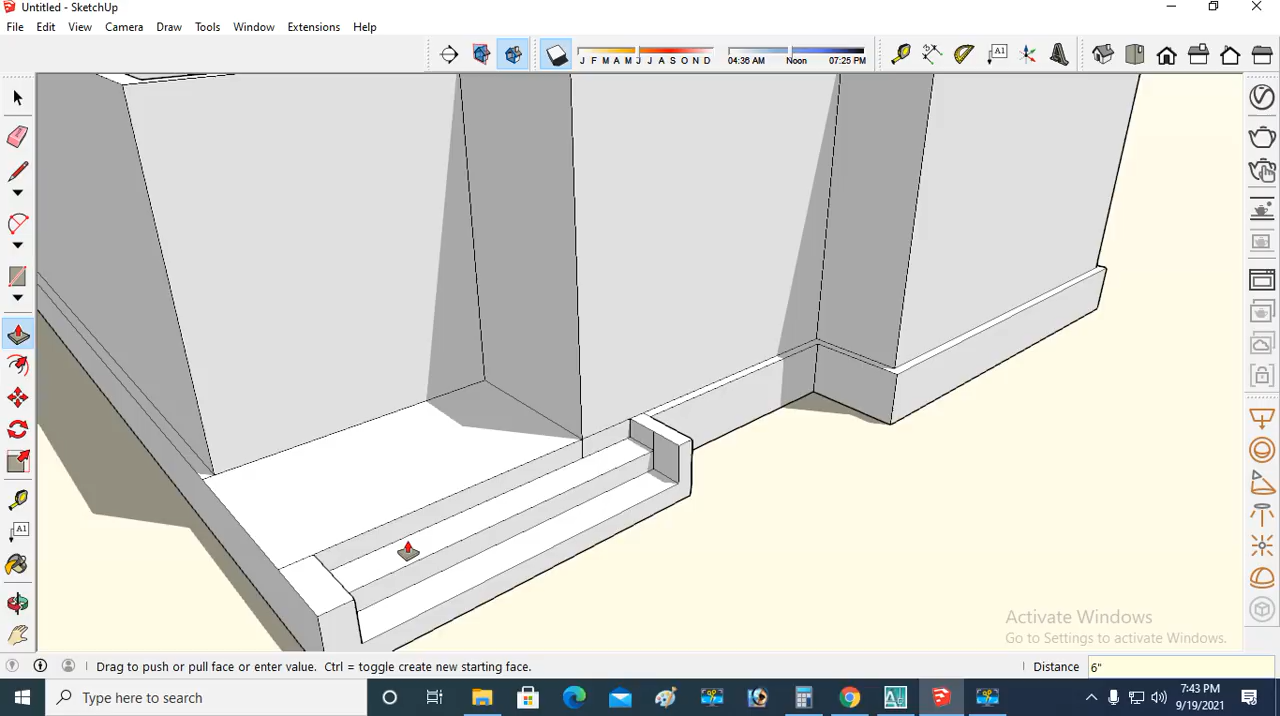 Untitled - SketchUp
File Edit View Camera Draw Tools Window Extensions Help
J F M A M J J A S O N D 04:36 AM Noon 07:25 PM
A1
A1
Activate Windows
Go to Settings to activate Windows.
Drag to push or pull face or enter value. Ctrl = toggle create new starting face. Distance 6"
Type here to search
7:43 PM
9/19/2021